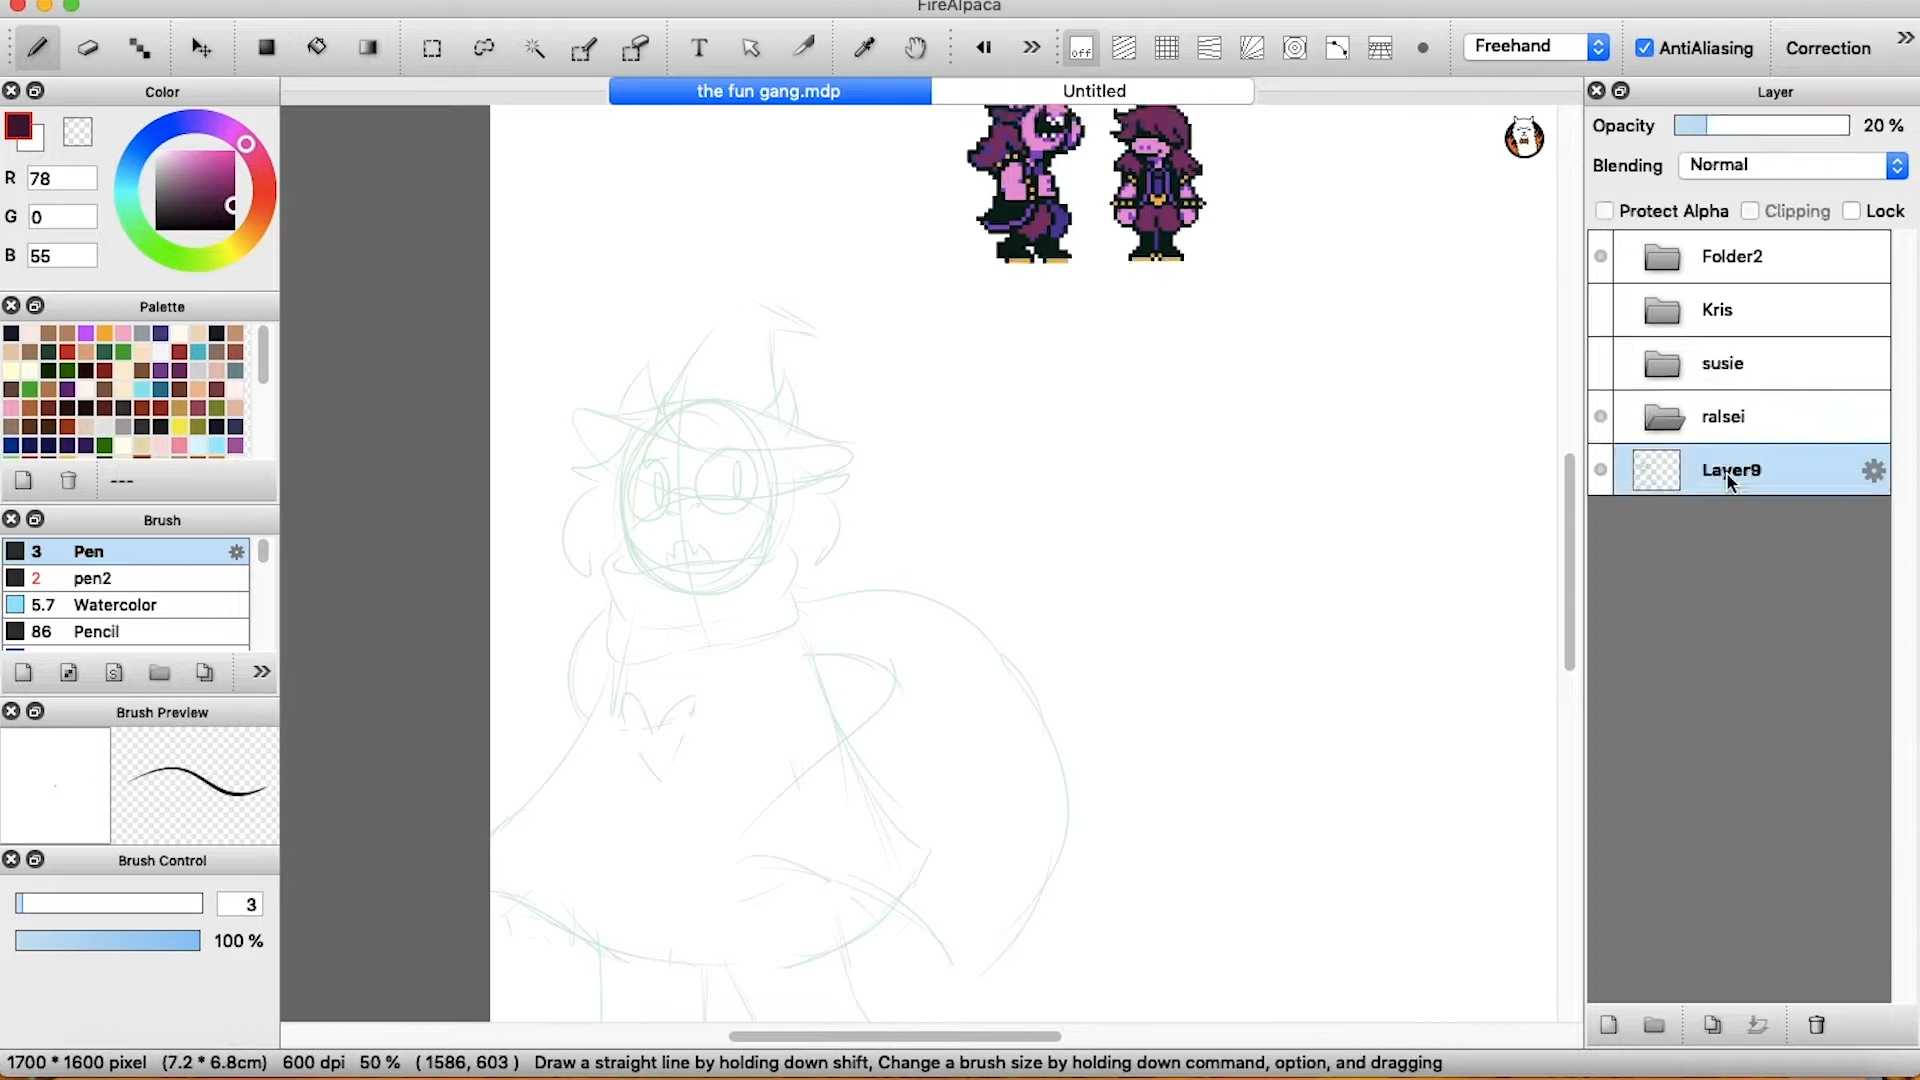 FireAlpaca
off
Freehand
AntiAliasing
Correction
Color
the fun gang.mdp
Untitled
Layer
R 78
G 0
B 55
Opacity 20 %
Blending Normal
Protect Alpha Clipping Lock
Folder2
Kris
susie
ralsei
Layer9
Palette
---
Brush
3 Pen
2 pen2
5.7 Watercolor
86 Pencil
Brush Preview
Brush Control
3
100 %
1700 * 1600 pixel (7.2 * 6.8cm) 600 dpi 50 % ( 1586, 603 ) Draw a straight line by holding down shift, Change a brush size by holding down command, option, and dragging